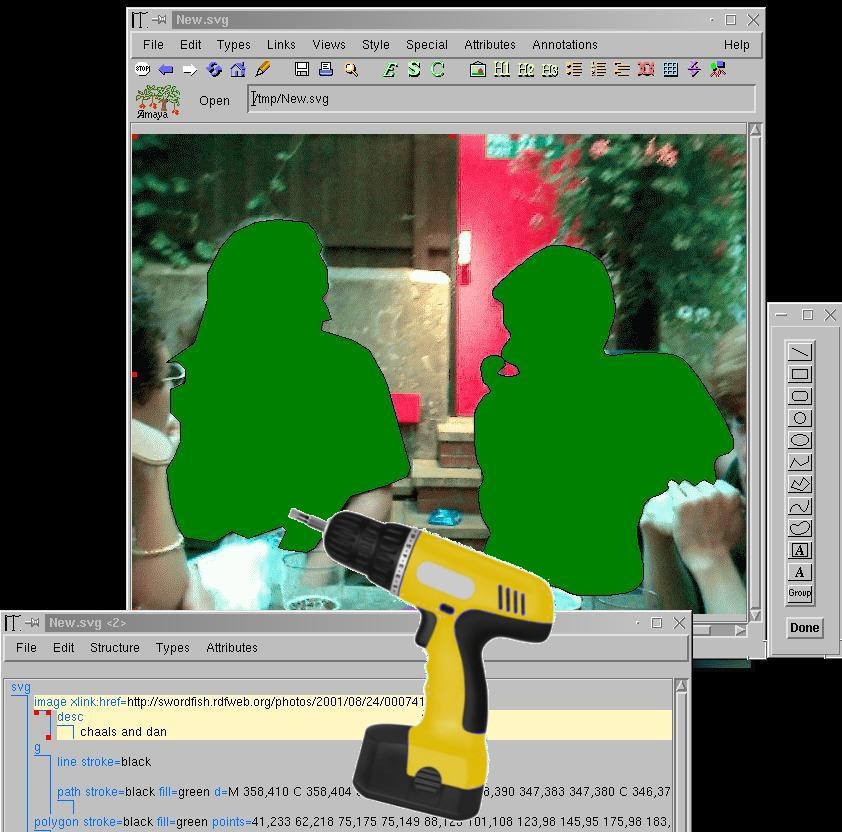 New.svg
File Edit Types Links Views Style Special Attributes Annotations Help
STOP E S C H1 H2 H3
Amaya Open /tmp/New.svg
A
A
Group
Done
New.svg <2>
File Edit Structure Types Attributes
svg
image xlink:href=http://swordfish.rdfweb.org/photos/2001/08/24/000741
desc
chaals and dan
g
line stroke=black
path stroke=black fill=green d=M 358,410 C 358,404 8,390 347,383 347,380 C 346,37
polygon stroke=black fill=green points=41,233 62,218 75,175 75,149 88,123 101,108 123,98 145,95 175,98 183,